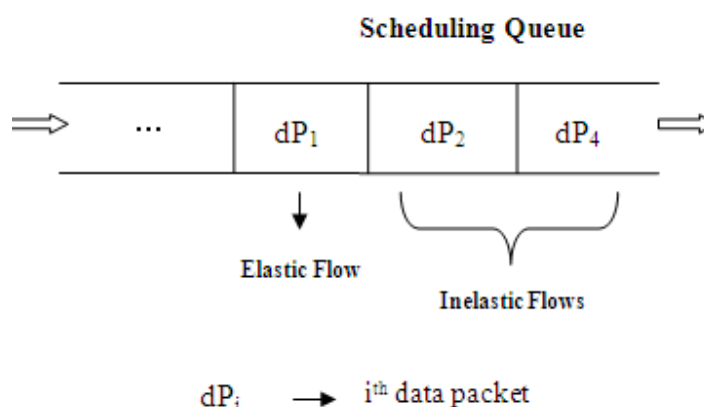 Scheduling Queue
... dP₁ dP₂ dP₄
Elastic Flow
Inelastic Flows
dPᵢ → iᵗʰ data packet